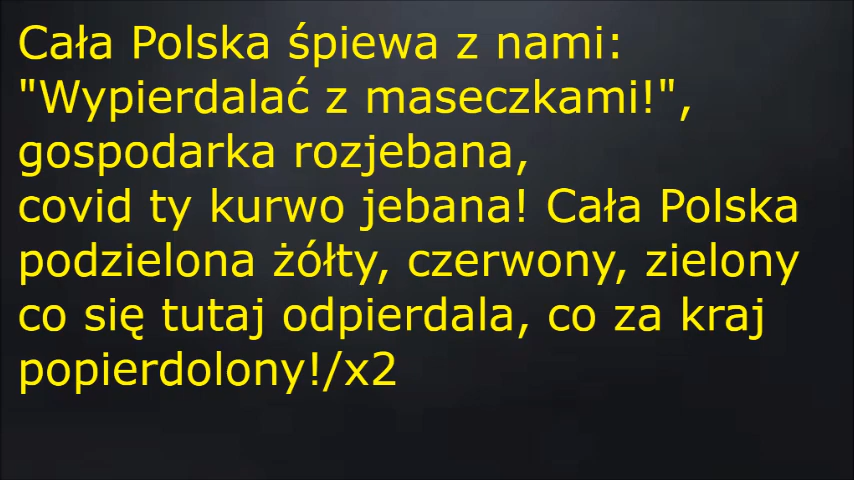 Cała Polska śpiewa z nami:
"Wypierdalać z maseczkami!",
gospodarka rozjebana,
covid ty kurwo jebana! Cała Polska
podzielona żółty, czerwony, zielony
co się tutaj odpierdala, co za kraj
popierdolony!/x2